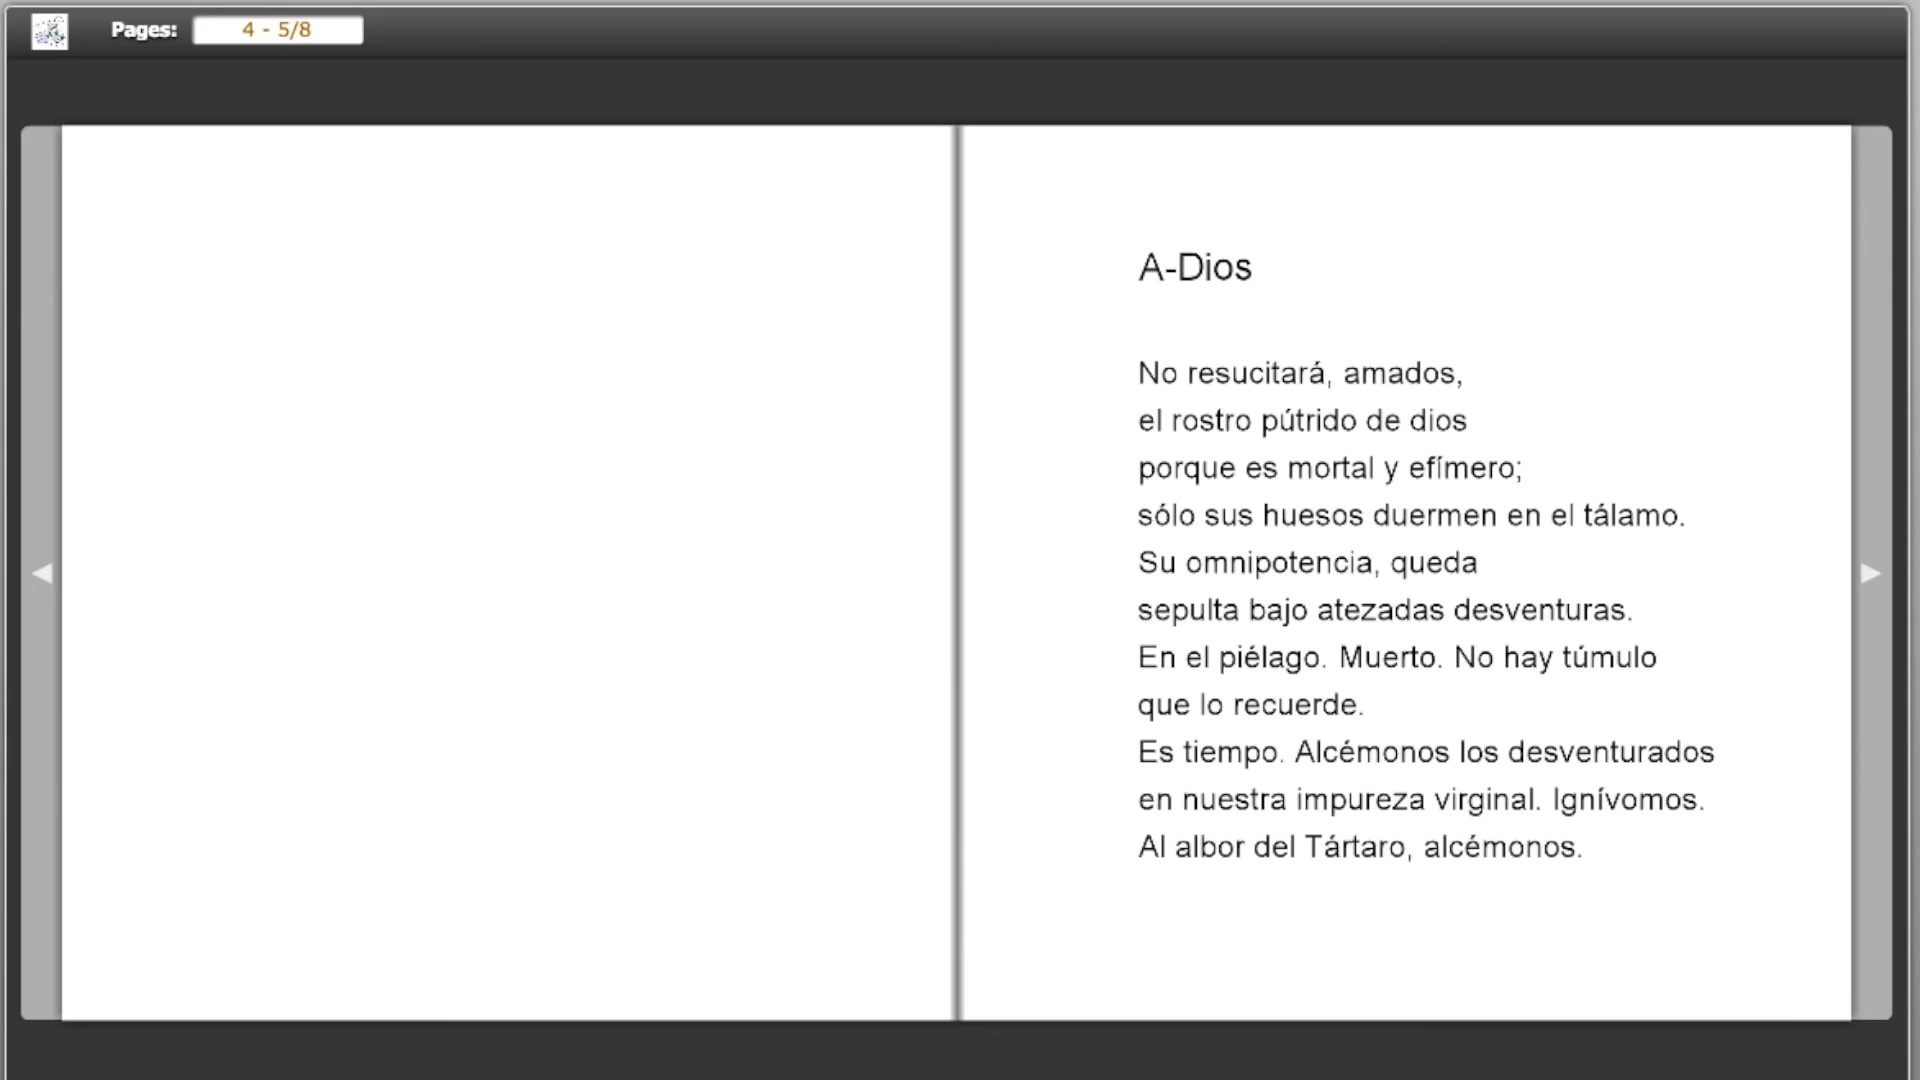 Pages: 4 - 5/8
A-Dios
No resucitará, amados,
el rostro pútrido de dios
porque es mortal y efímero;
sólo sus huesos duermen en el tálamo.
Su omnipotencia, queda
sepulta bajo atezadas desventuras.
En el piélago. Muerto. No hay túmulo
que lo recuerde.
Es tiempo. Alcémonos los desventurados
en nuestra impureza virginal. Ignívomos.
Al albor del Tártaro, alcémonos.